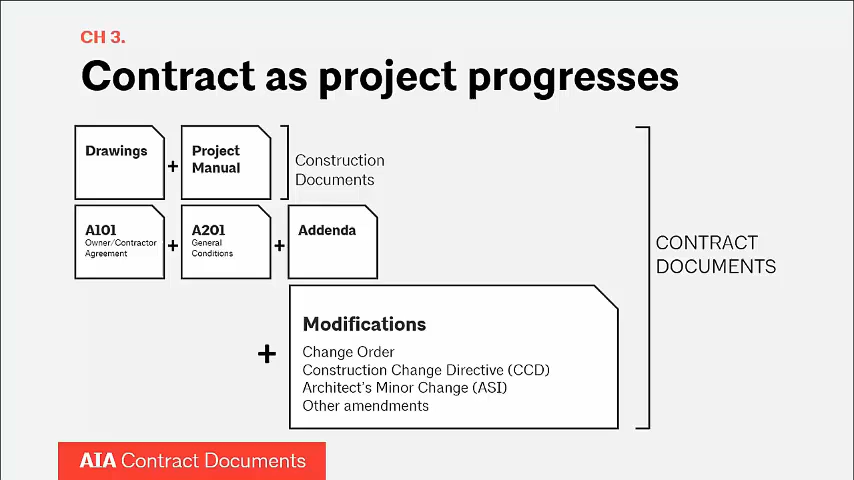 CH 3.
Contract as project progresses
Drawings
+
Project
Manual
Construction
Documents
A101
Owner/Contractor
Agreement
+
A201
General
Conditions
+
Addenda
CONTRACT
DOCUMENTS
+
Modifications
Change Order
Construction Change Directive (CCD)
Architect's Minor Change (ASI)
Other amendments
AIA Contract Documents